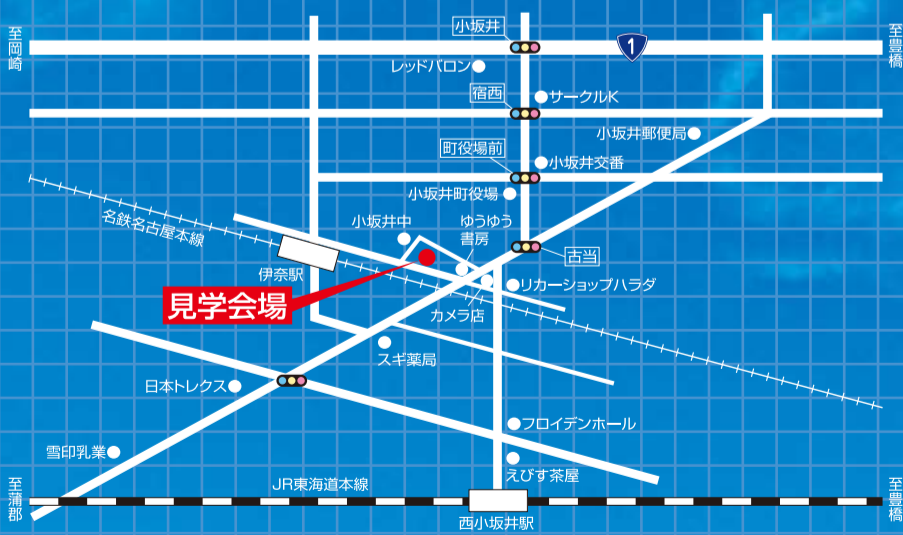 小坂井
1
至岡崎
至豊橋
レッドバロン
宿西
サークルK
小坂井郵便局
町役場前
小坂井交番
小坂井町役場
名鉄名古屋本線
小坂井中
ゆうゆう
書房
古当
伊奈駅
リカーショップハラダ
見学会場
カメラ店
スギ薬局
日本トレクス
フロイデンホール
雪印乳業
えびす茶屋
JR東海道本線
至蒲郡
至豊橋
西小坂井駅